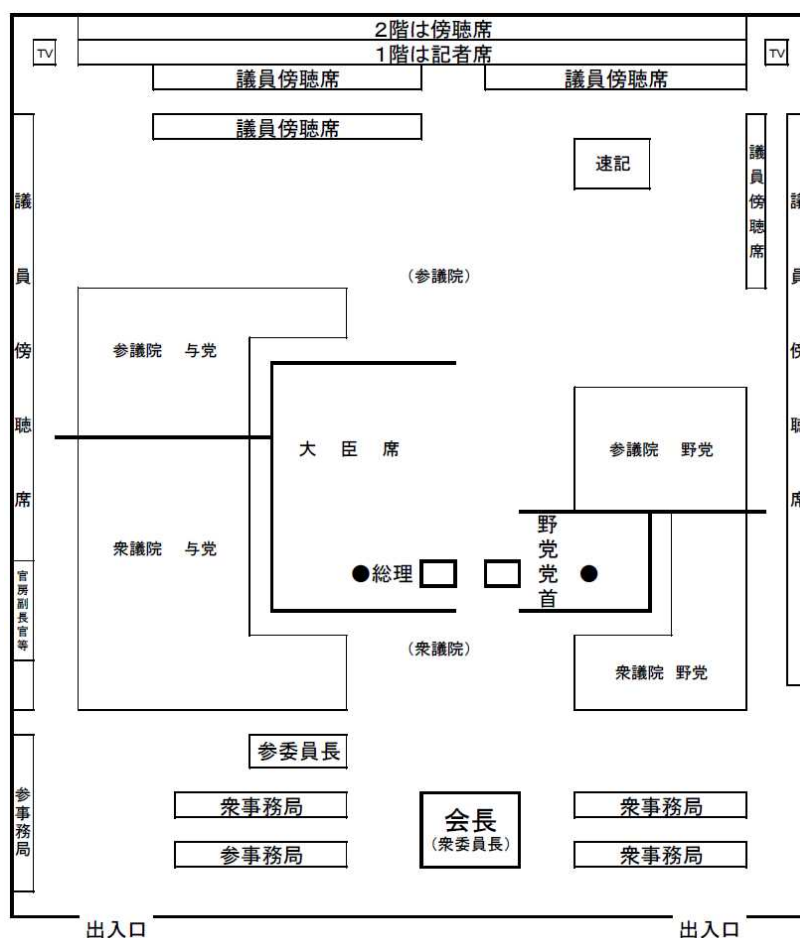 2階は傍聴席
TV
1階は記者席
TV
議員傍聴席
議員傍聴席
議員傍聴席
速記
議員傍聴席
議員傍聴席
議員傍聴席
(参議院)
参議院 与党
大臣席
参議院 野党
衆議院 与党
野党党首
●総理
●
官房副長官等
(衆議院)
衆議院 野党
参委員長
参事務局
衆事務局
会長
(衆委員長)
衆事務局
参事務局
衆事務局
出入口
出入口